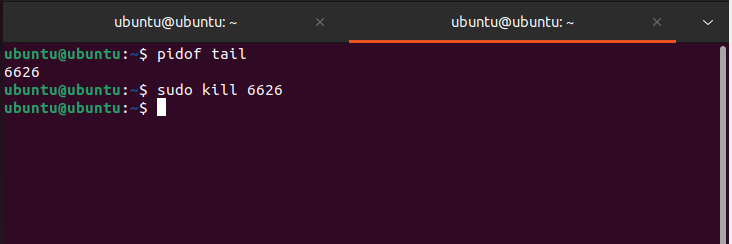 ubuntu@ubuntu: ~ × ubuntu@ubuntu: ~ ×
ubuntu@ubuntu:~$ pidof tail
6626
ubuntu@ubuntu:~$ sudo kill 6626
ubuntu@ubuntu:~$